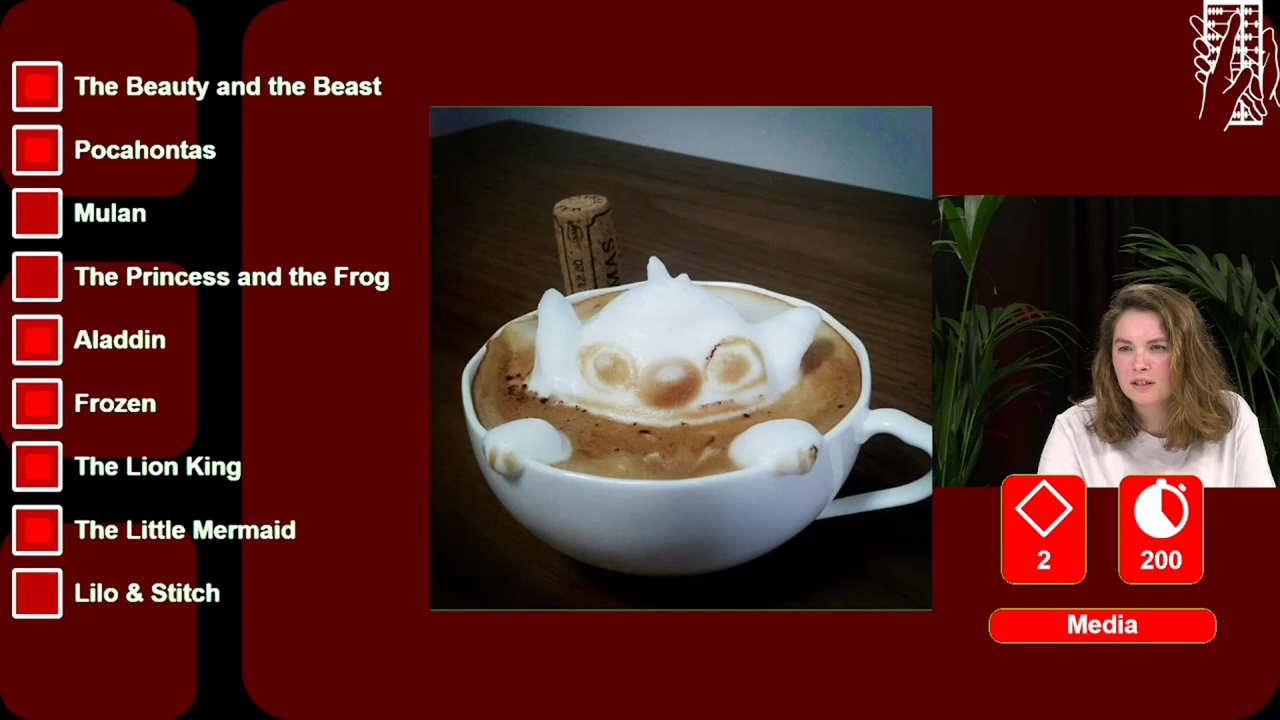 The Beauty and the Beast
Pocahontas
Mulan
The Princess and the Frog
Aladdin
Frozen
The Lion King
The Little Mermaid
Lilo & Stitch
MAS
2
200
Media